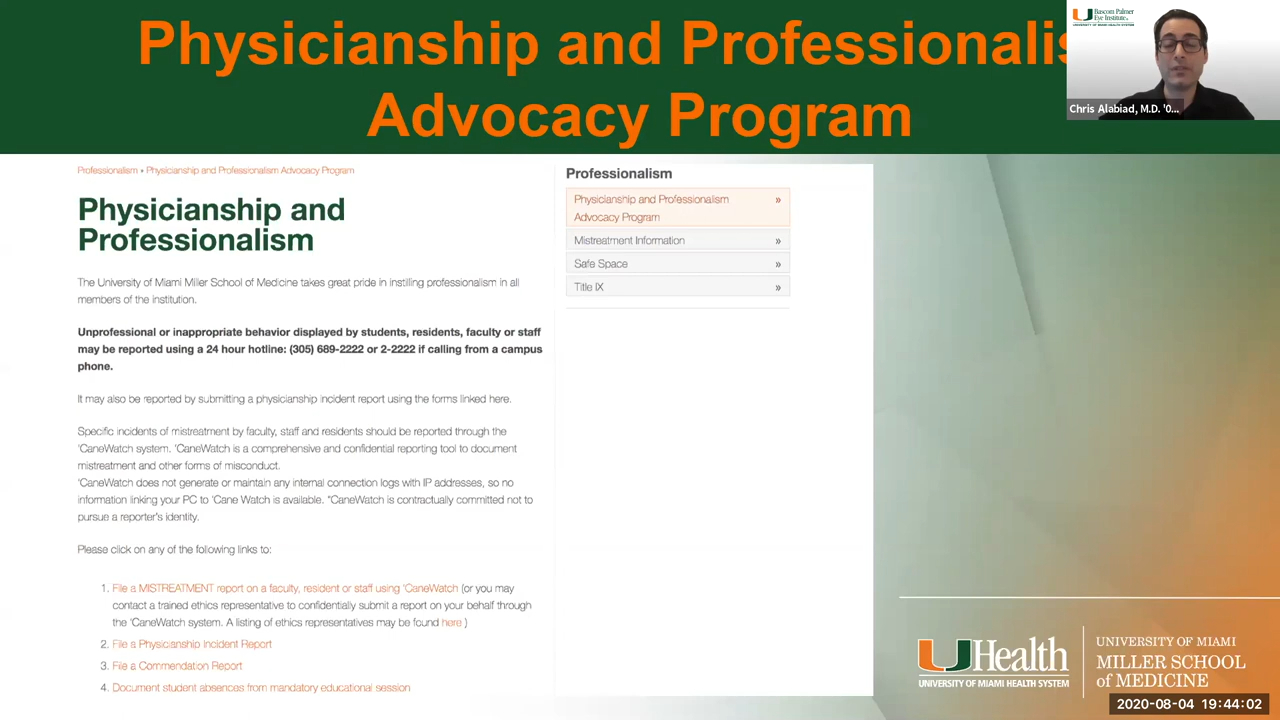 Physicianship and Professionalis
Advocacy Program
Bascom Palmer
Eye Institute
UNIVERSITY OF MIAMI HEALTH SYSTEM
Chris Alabiad, M.D. '0...
Professionalism • Physicianship and Professionalism Advocacy Program
Physicianship and
Professionalism
The University of Miami Miller School of Medicine takes great pride in instilling professionalism in all
members of the institution.
Unprofessional or inappropriate behavior displayed by students, residents, faculty or staff
may be reported using a 24 hour hotline: (305) 689-2222 or 2-2222 if calling from a campus
phone.
It may also be reported by submitting a physicianship incident report using the forms linked here.
Specific incidents of mistreatment by faculty, staff and residents should be reported through the
'CaneWatch system. 'CaneWatch is a comprehensive and confidential reporting tool to document
mistreatment and other forms of misconduct.
'CaneWatch does not generate or maintain any internal connection logs with IP addresses, so no
information linking your PC to 'Cane Watch is available. "CaneWatch is contractually committed not to
pursue a reporter's identity.
Please click on any of the following links to:
1. File a MISTREATMENT report on a faculty, resident or staff using 'CaneWatch (or you may
contact a trained ethics representative to confidentially submit a report on your behalf through
the 'CaneWatch system. A listing of ethics representatives may be found here )
2. File a Physicianship Incident Report
3. File a Commendation Report
4. Document student absences from mandatory educational session
Professionalism
Physicianship and Professionalism »
Advocacy Program
Mistreatment Information »
Safe Space »
Title IX »
UHealth
UNIVERSITY OF MIAMI HEALTH SYSTEM
UNIVERSITY OF MIAMI
MILLER SCHOOL
of MEDICINE
2020-08-04 19:44:02